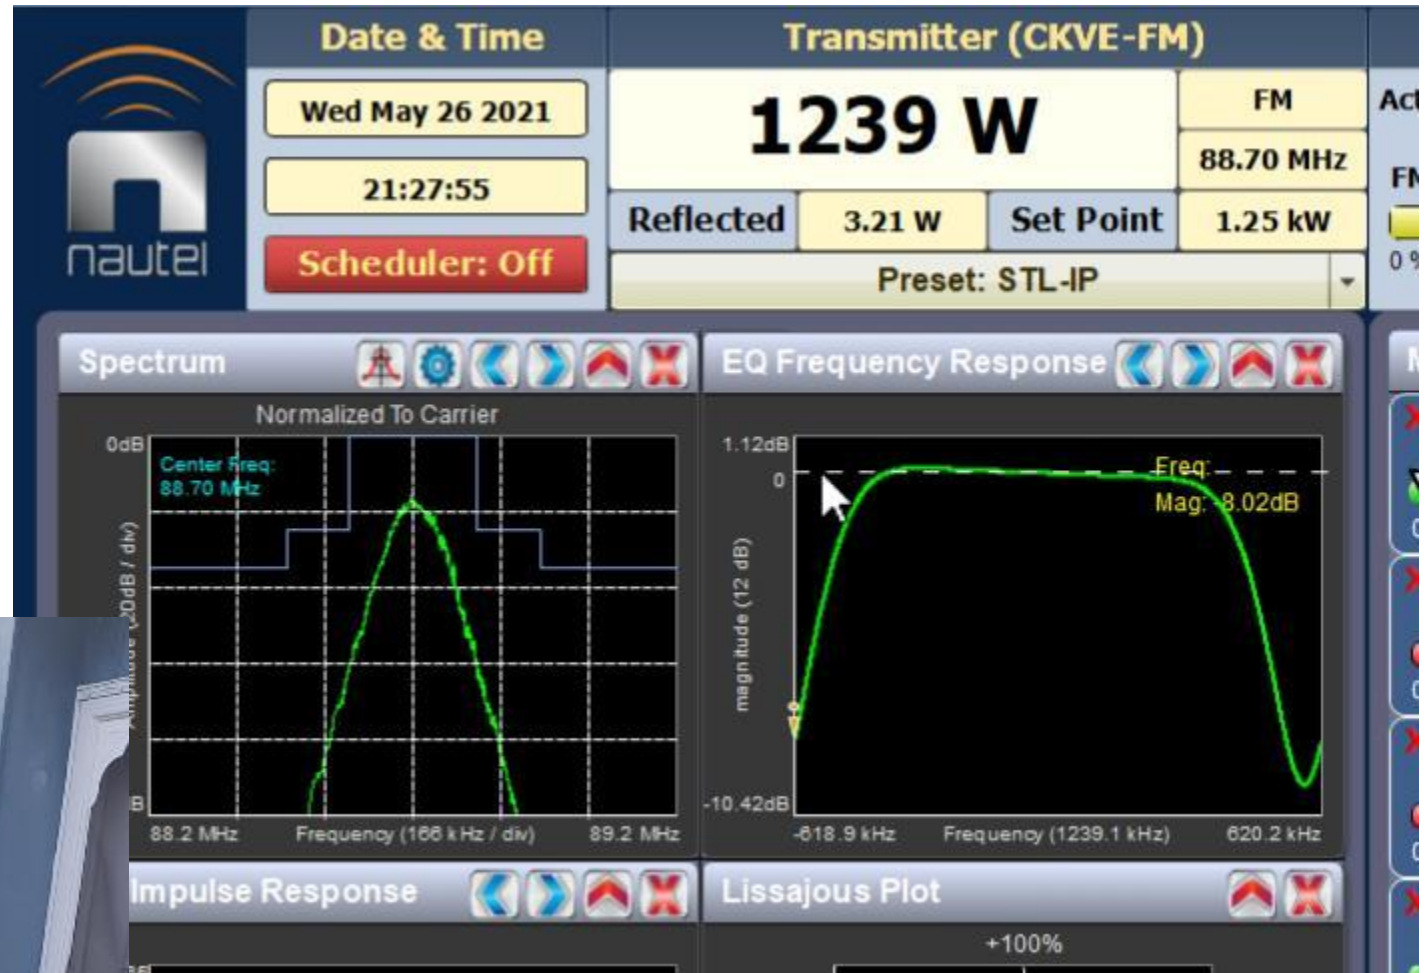 nautel
Date & Time
Wed May 26 2021
21:27:55
Scheduler: Off
Transmitter (CKVE-FM)
1239 W
FM
88.70 MHz
Reflected
3.21 W
Set Point
1.25 kW
Preset: STL-IP
0 %
Spectrum
Normalized To Carrier
0dB
Center Freq:
88.70 MHz
(20dB / div)
88.2 MHz
Frequency (166 kHz / div)
89.2 MHz
EQ Frequency Response
1.12dB
0
Freq:
Mag: -8.02dB
magnitude (12 dB)
-10.42dB
-618.9 kHz
Frequency (1239.1 kHz)
620.2 kHz
Impulse Response
Lissajous Plot
+100%